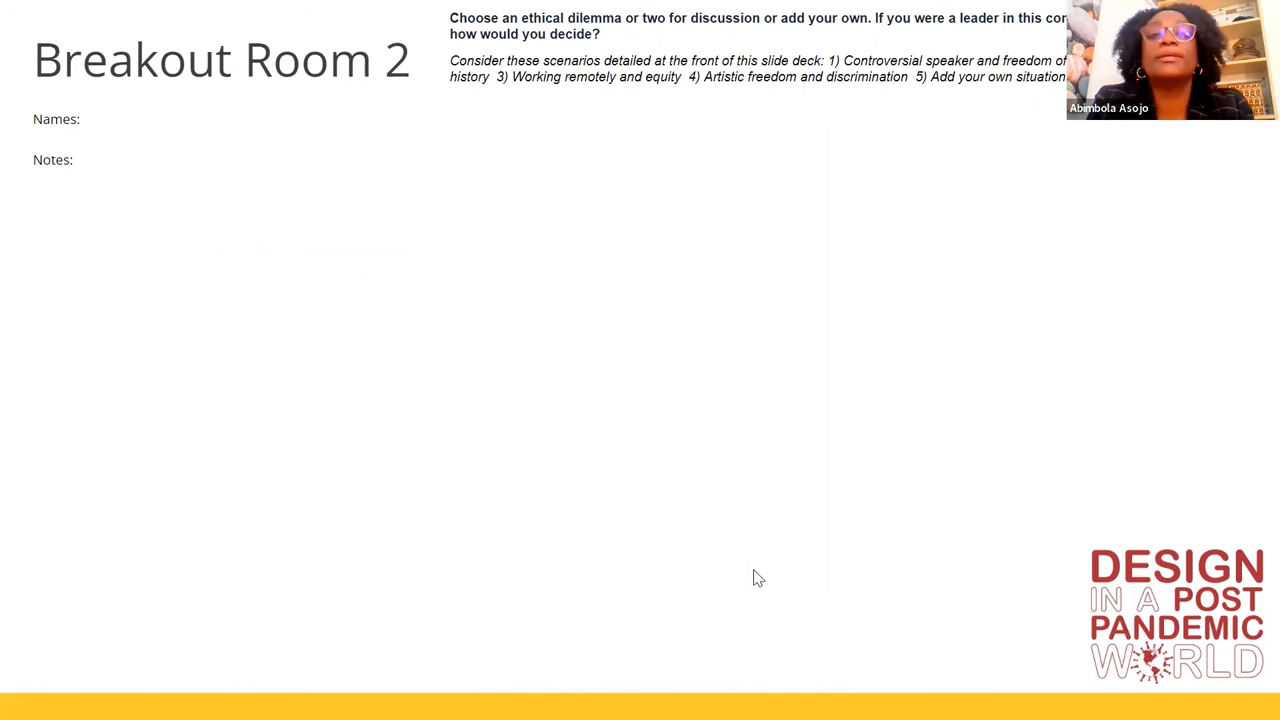 Breakout Room 2
Choose an ethical dilemma or two for discussion or add your own. If you were a leader in this
how would you decide?
Consider these scenarios detailed at the front of this slide deck: 1) Controversial speaker and freedom of
history 3) Working remotely and equity 4) Artistic freedom and discrimination 5) Add your own situation
Abimbola Asojo
Names:
Notes:
DESIGN
IN A POST
PANDEMIC
WORLD